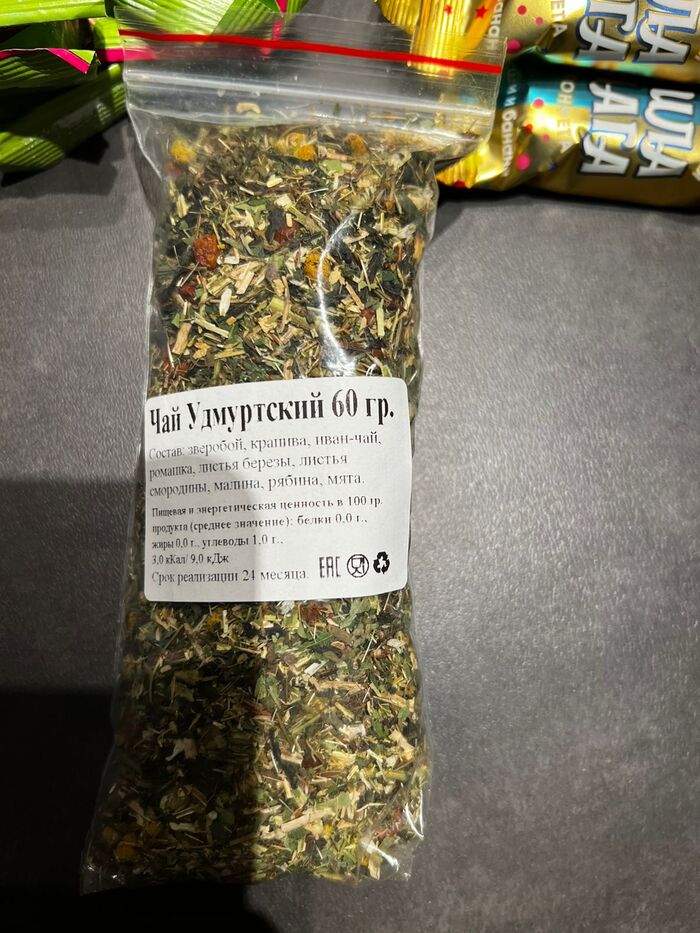 Чай Удмуртский 60 гр.
Состав: зверобой, крапива, иван-чай,
ромашка, листья березы, листья
смородины, малина, рябина, мята.
Пищевая и энергетическая ценность в 100 гр.
продукта (среднее значение): белки 0,0 г.,
жиры 0,0 г., углеводы 1,0 г.,
3,0 кКал/ 9,0 кДж
Срок реализации 24 месяца.
EAC